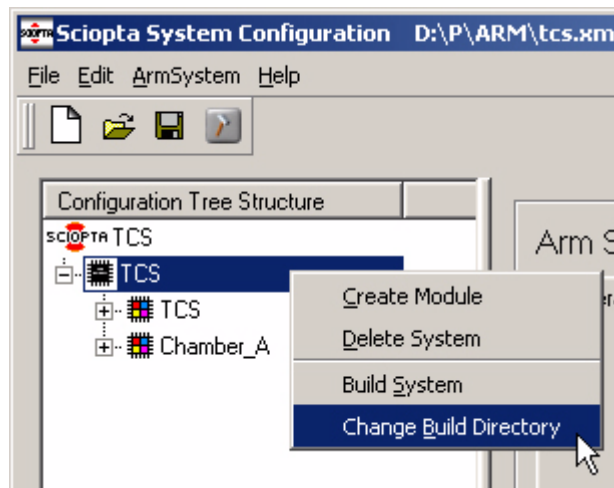 Sciopta System Configuration D:\P\ARM\tcs.xm
File Edit ArmSystem Help
Configuration Tree Structure
SCIOPTA TCS
TCS
TCS
Chamber_A
Create Module
Delete System
Build System
Change Build Directory
Arm S